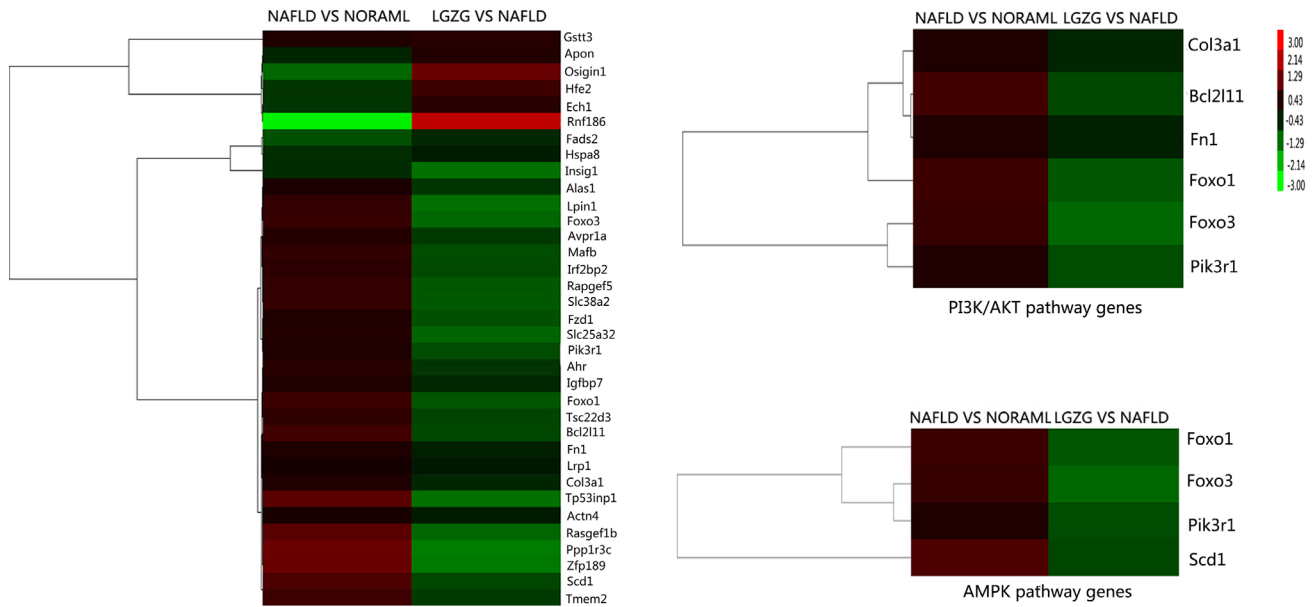 NAFLD VS NORAML LGZG VS NAFLD
Gstt3
Apon
Osigin1
Hfe2
Ech1
Rnf186
Fads2
Hspa8
Insig1
Alas1
Lpin1
Foxo3
Avpr1a
Mafb
Irf2bp2
Rapgef5
Slc38a2
Fzd1
Slc25a32
Pik3r1
Ahr
Igfbp7
Foxo1
Tsc22d3
Bcl2l11
Fn1
Lrp1
Col3a1
Tp53inp1
Actn4
Rasgef1b
Ppp1r3c
Zfp189
Scd1
Tmem2
NAFLD VS NORAML LGZG VS NAFLD
Col3a1
Bcl2l11
Fn1
Foxo1
Foxo3
Pik3r1
PI3K/AKT pathway genes
3.00
2.14
1.29
0.43
-0.43
-1.29
-2.14
-3.00
NAFLD VS NORAML LGZG VS NAFLD
Foxo1
Foxo3
Pik3r1
Scd1
AMPK pathway genes